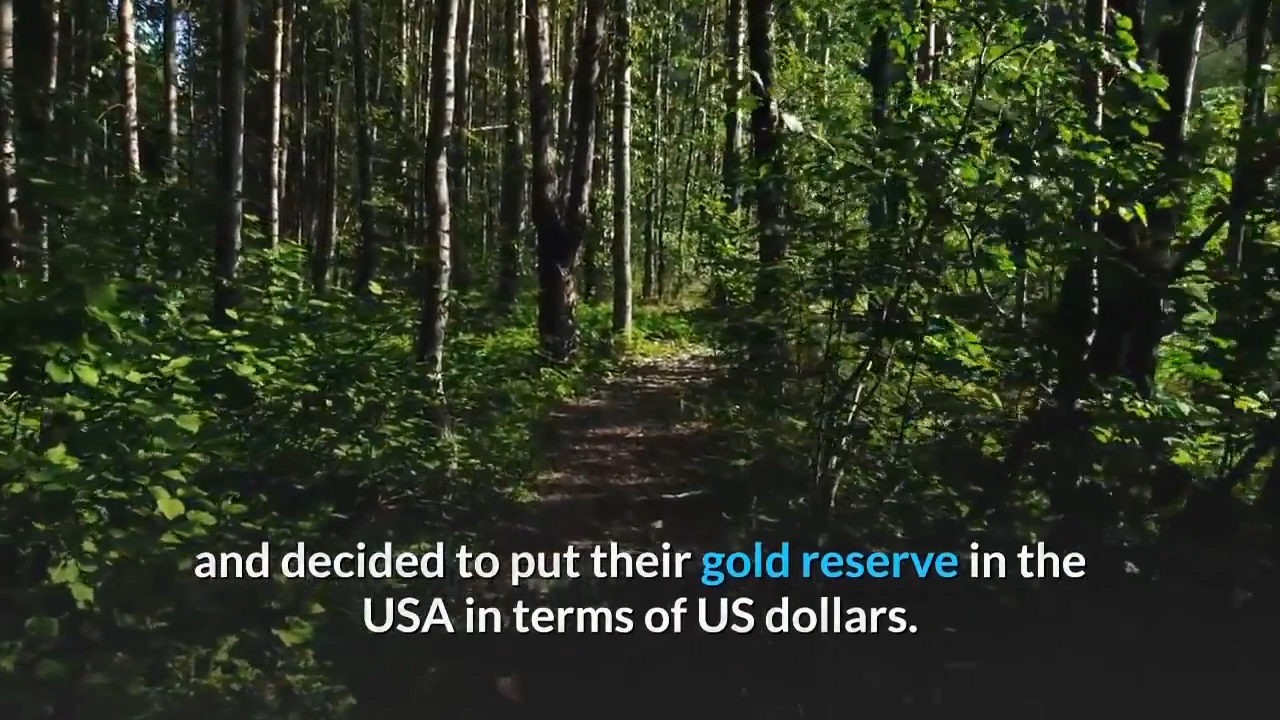 and decided to put their gold reserve in the
USA in terms of US dollars.